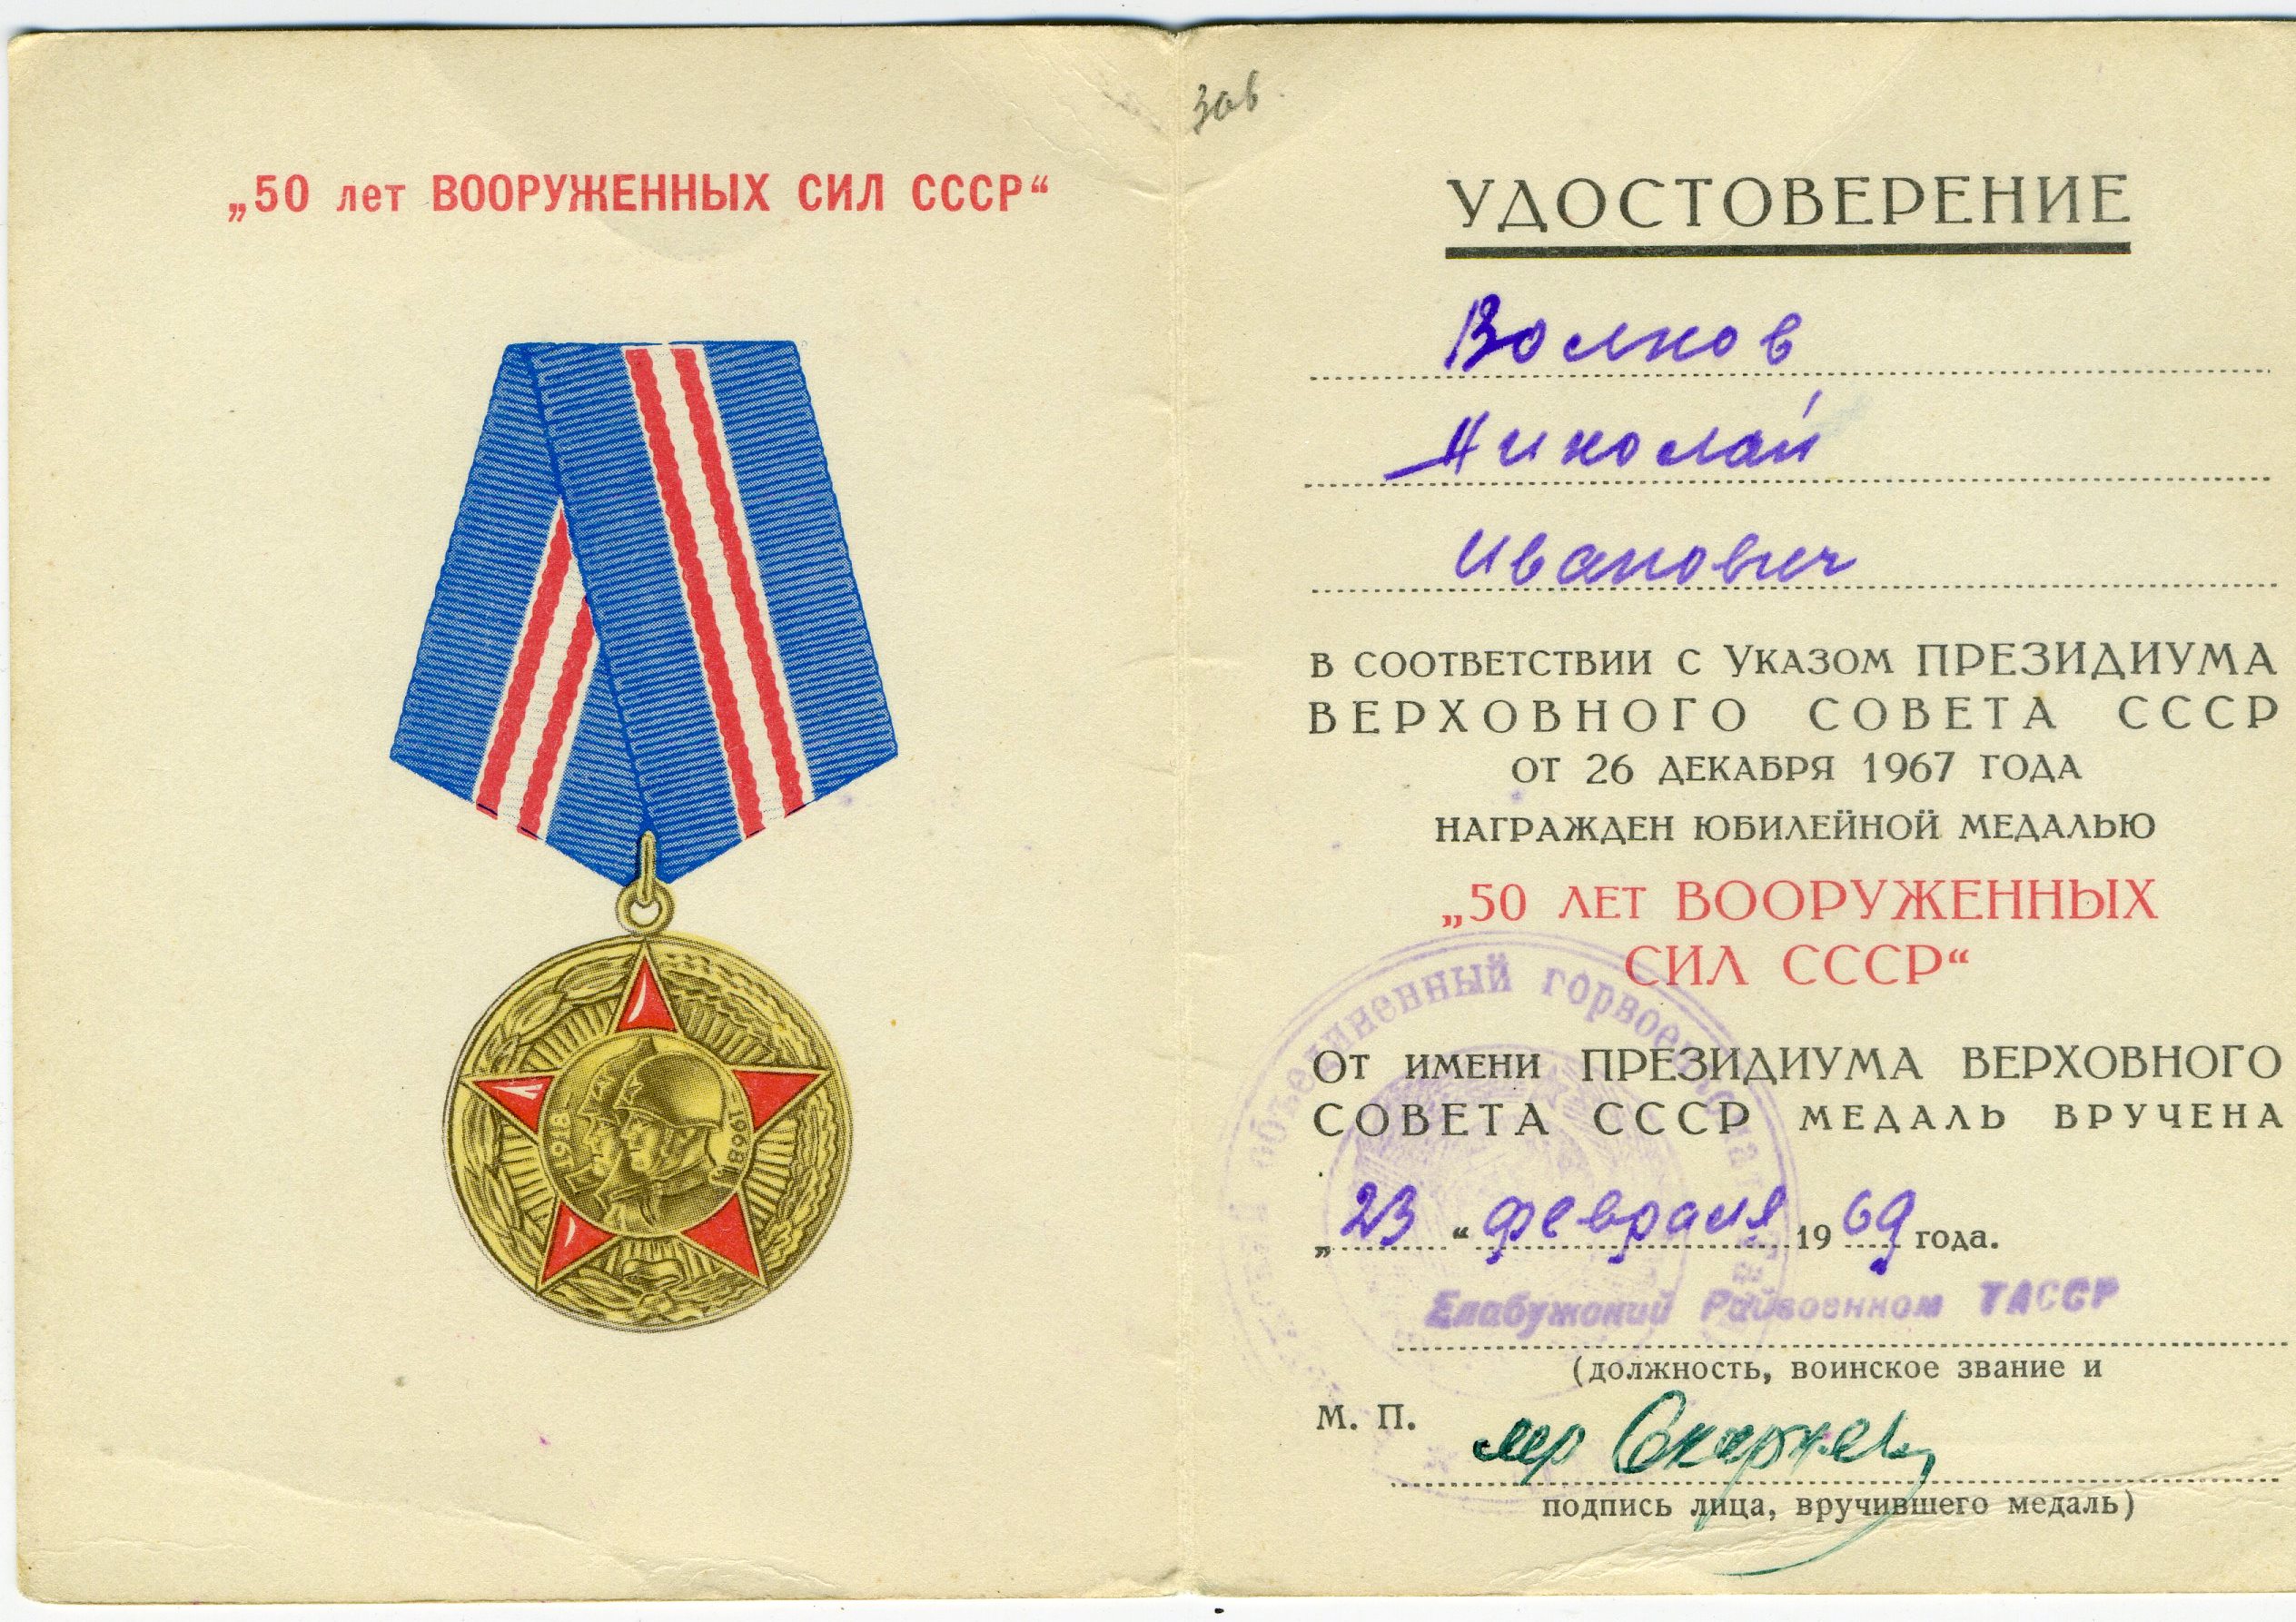 „50 лет ВООРУЖЕННЫХ СИЛ СССР“
1918
1968
УДОСТОВЕРЕНИЕ
Волков
Николай
Иванович
в соответствии с Указом ПРЕЗИДИУМА
ВЕРХОВНОГО СОВЕТА СССР
от 26 декабря 1967 года
награжден юбилейной медалью
„50 лет ВООРУЖЕННЫХ
СИЛ СССР“
объединенный горвоенкомат
От имени ПРЕЗИДИУМА ВЕРХОВНОГО
СОВЕТА СССР медаль вручена
„23“ февраля 1969 года.
Елабужский Райвоенком ТАССР
(должность, воинское звание и
М. П.
подпись лица, вручившего медаль)